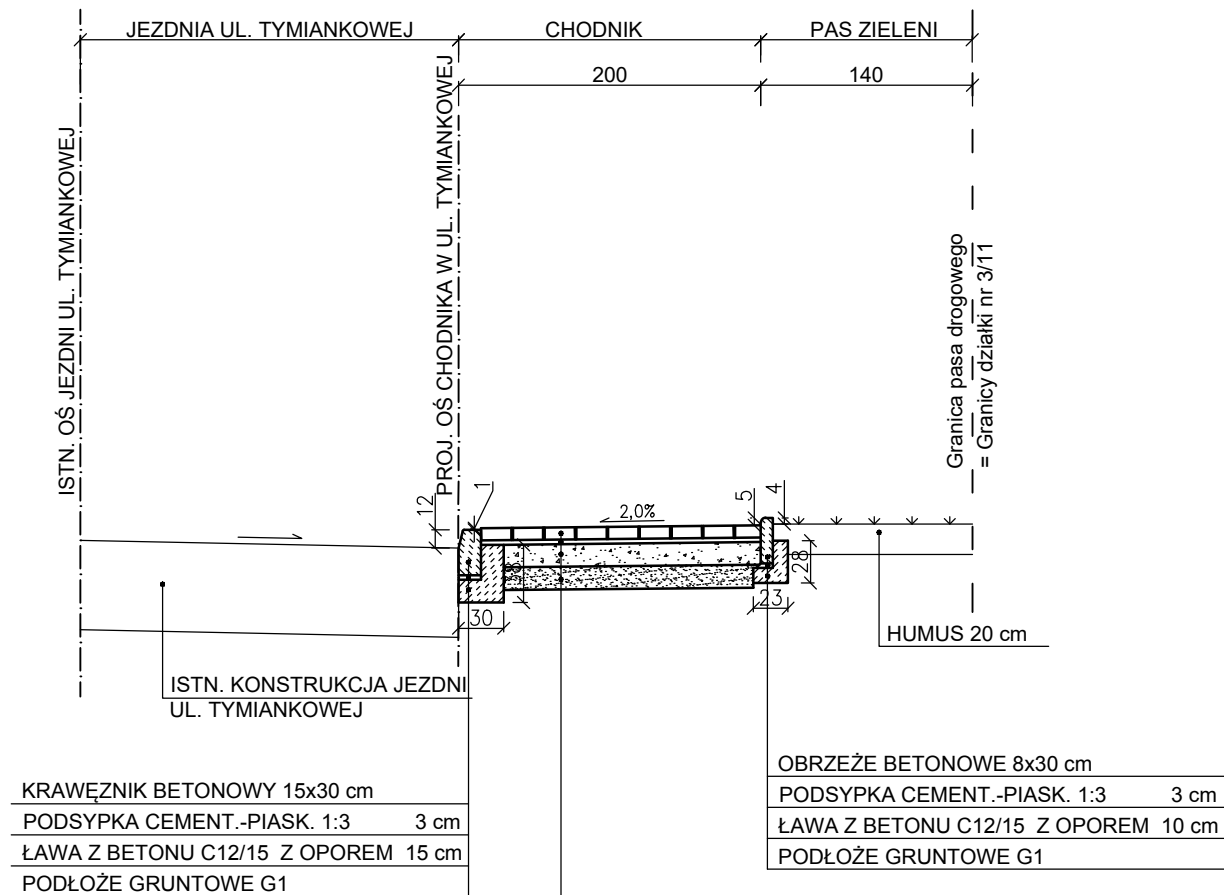 JEZDNIA UL. TYMIANKOWEJ
CHODNIK
PAS ZIELENI
200
140
ISTN. OŚ JEZDNI UL. TYMIANKOWEJ
PROJ. OŚ CHODNIKA W UL. TYMIANKOWEJ
Granica pasa drogowego
= Granicy działki nr 3/11
12
1
2,0%
5
4
38
28
30
23
HUMUS 20 cm
ISTN. KONSTRUKCJA JEZDNI
UL. TYMIANKOWEJ
KRAWĘZNIK BETONOWY 15x30 cm
PODSYPKA CEMENT.-PIASK. 1:3 3 cm
ŁAWA Z BETONU C12/15 Z OPOREM 15 cm
PODŁOŻE GRUNTOWE G1
OBRZEŻE BETONOWE 8x30 cm
PODSYPKA CEMENT.-PIASK. 1:3 3 cm
ŁAWA Z BETONU C12/15 Z OPOREM 10 cm
PODŁOŻE GRUNTOWE G1